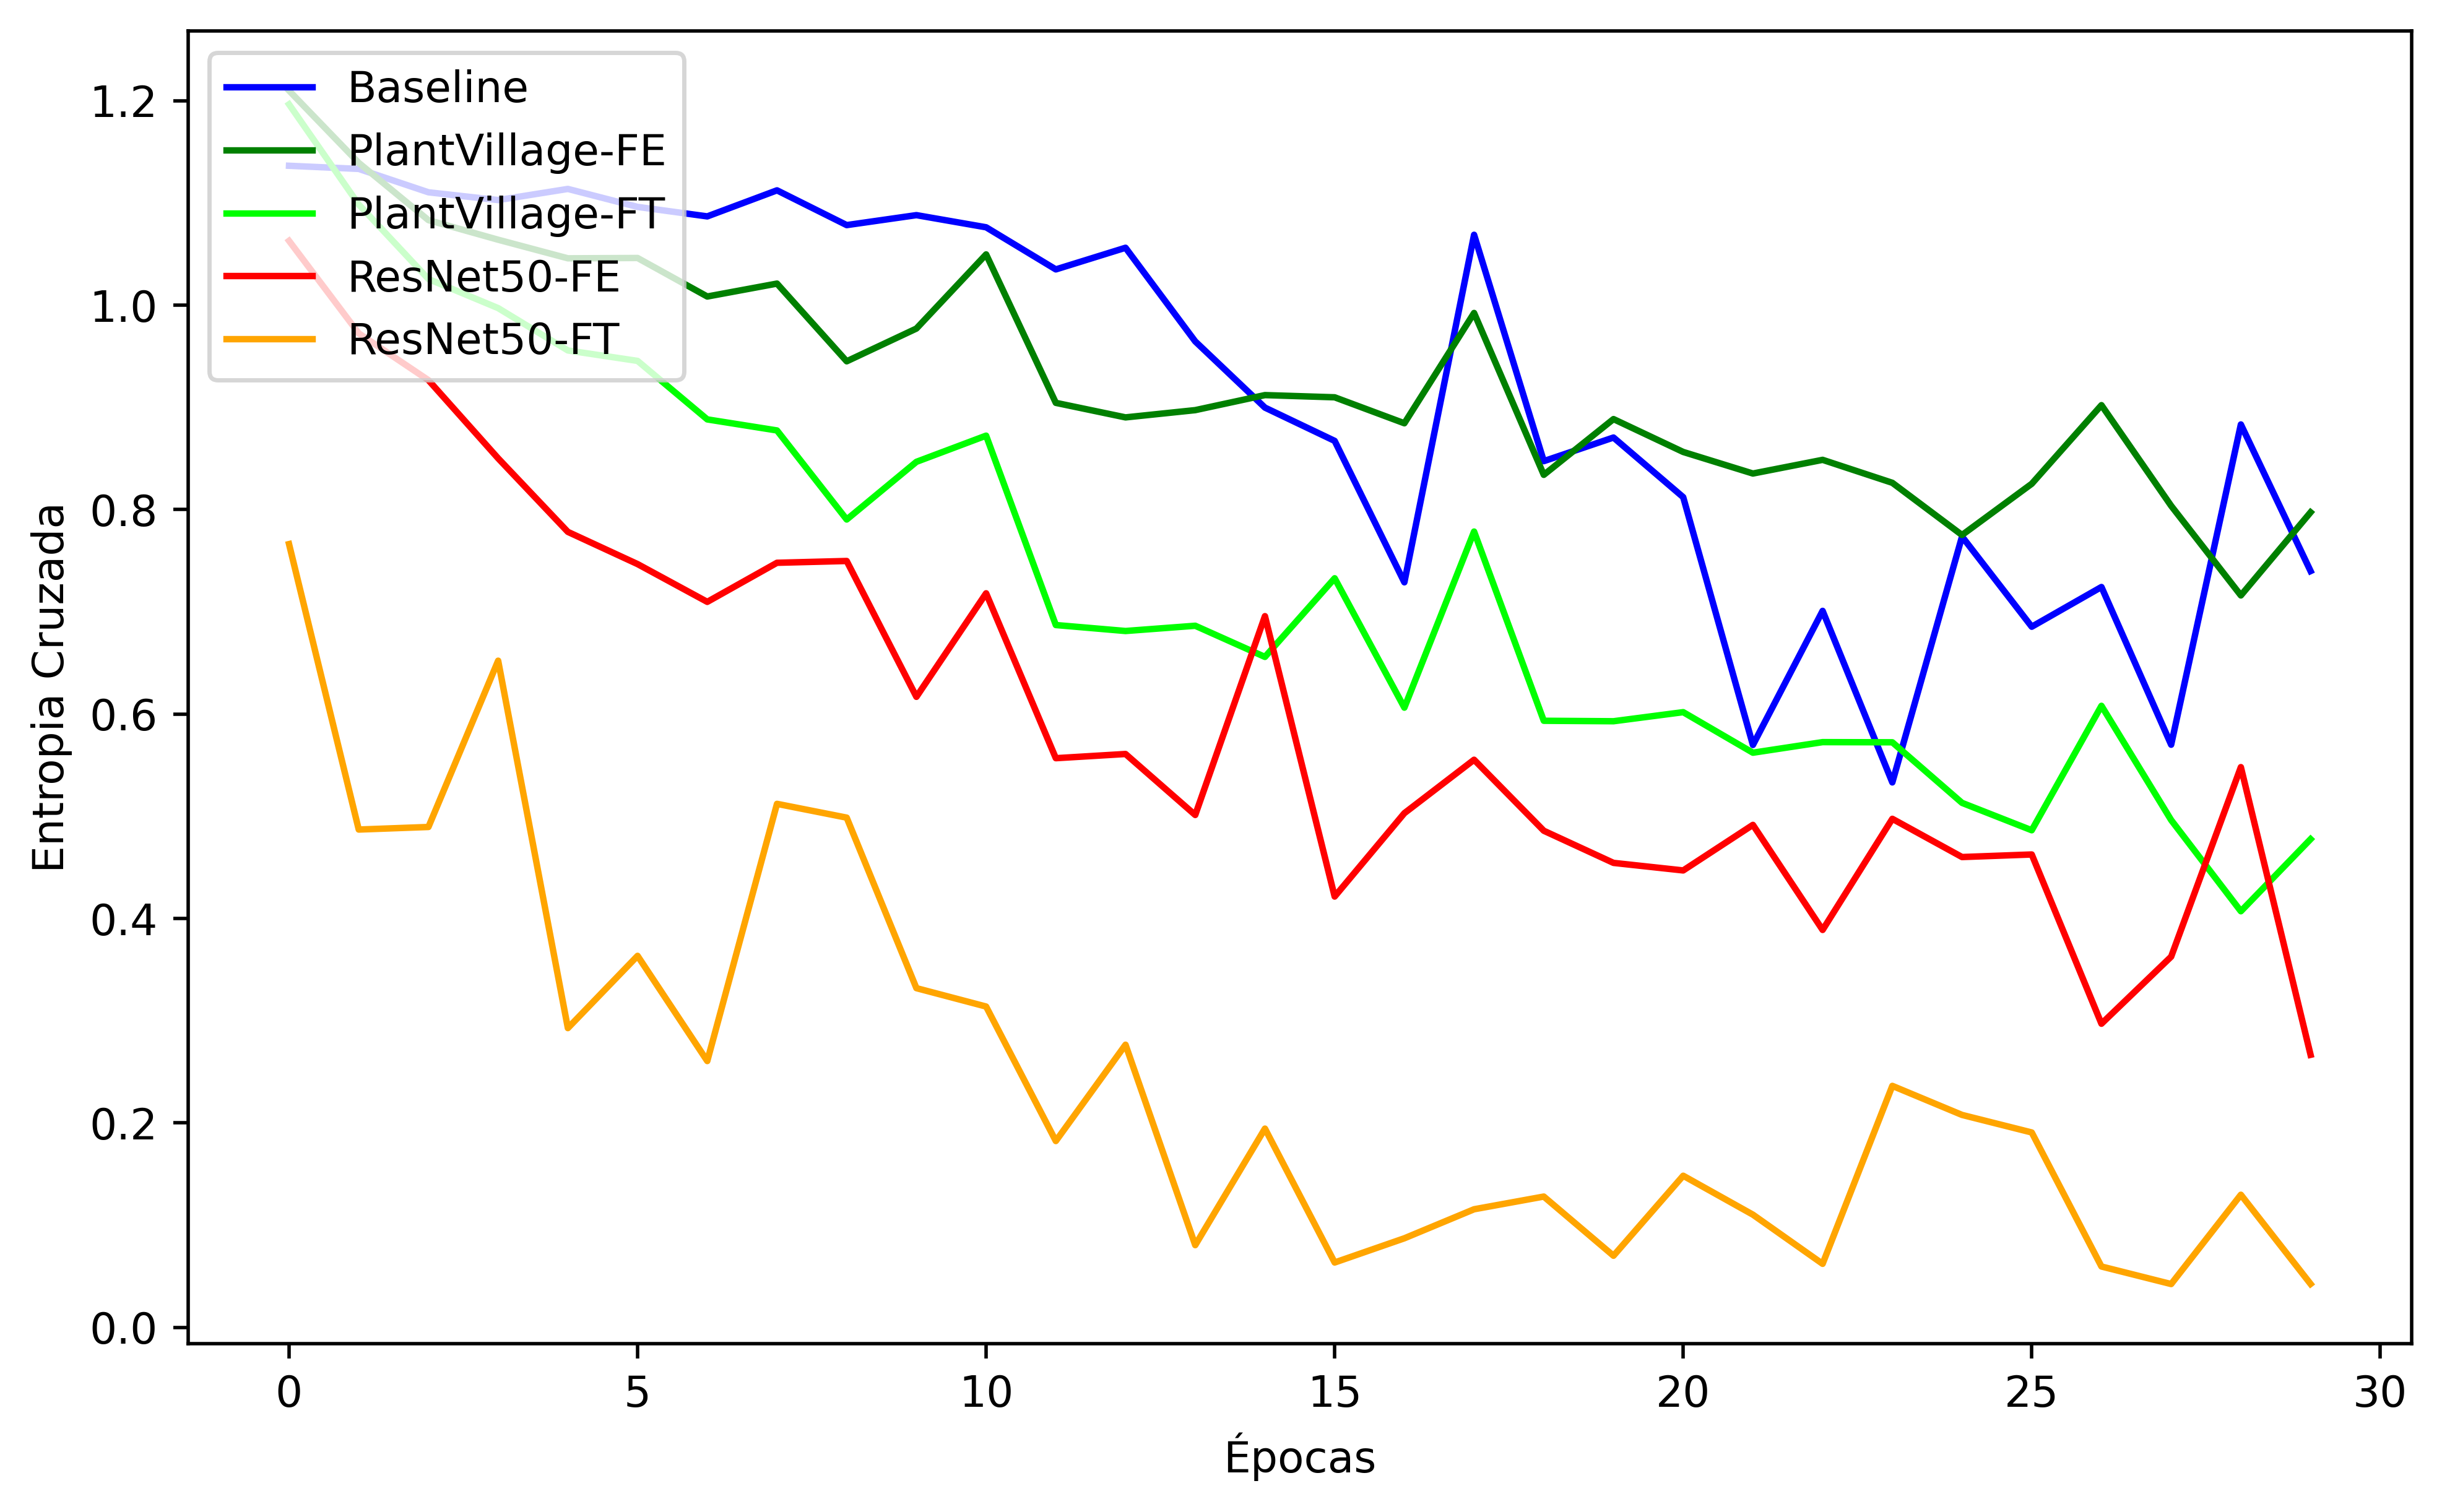 Baseline
PlantVillage-FE
PlantVillage-FT
ResNet50-FE
ResNet50-FT
Entropia Cruzada
1.2
1.0
0.8
0.6
0.4
0.2
0.0
0 5 10 15 20 25 30
Épocas